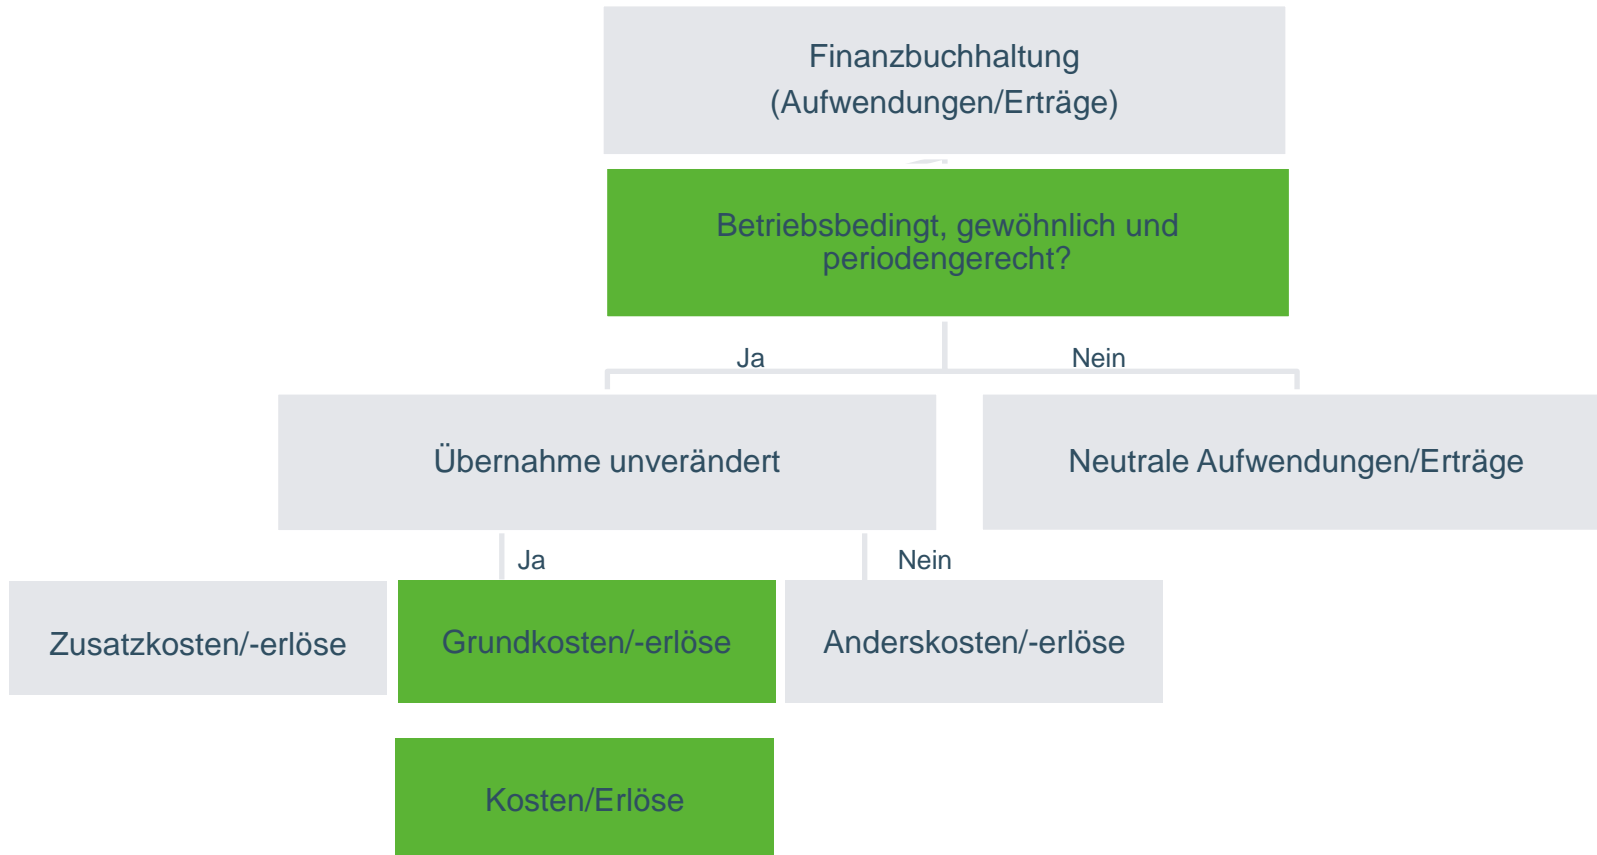 Finanzbuchhaltung
(Aufwendungen/Erträge)
Betriebsbedingt, gewöhnlich und
periodengerecht?
Ja
Nein
Übernahme unverändert
Neutrale Aufwendungen/Erträge
Ja
Nein
Zusatzkosten/-erlöse
Grundkosten/-erlöse
Anderskosten/-erlöse
Kosten/Erlöse